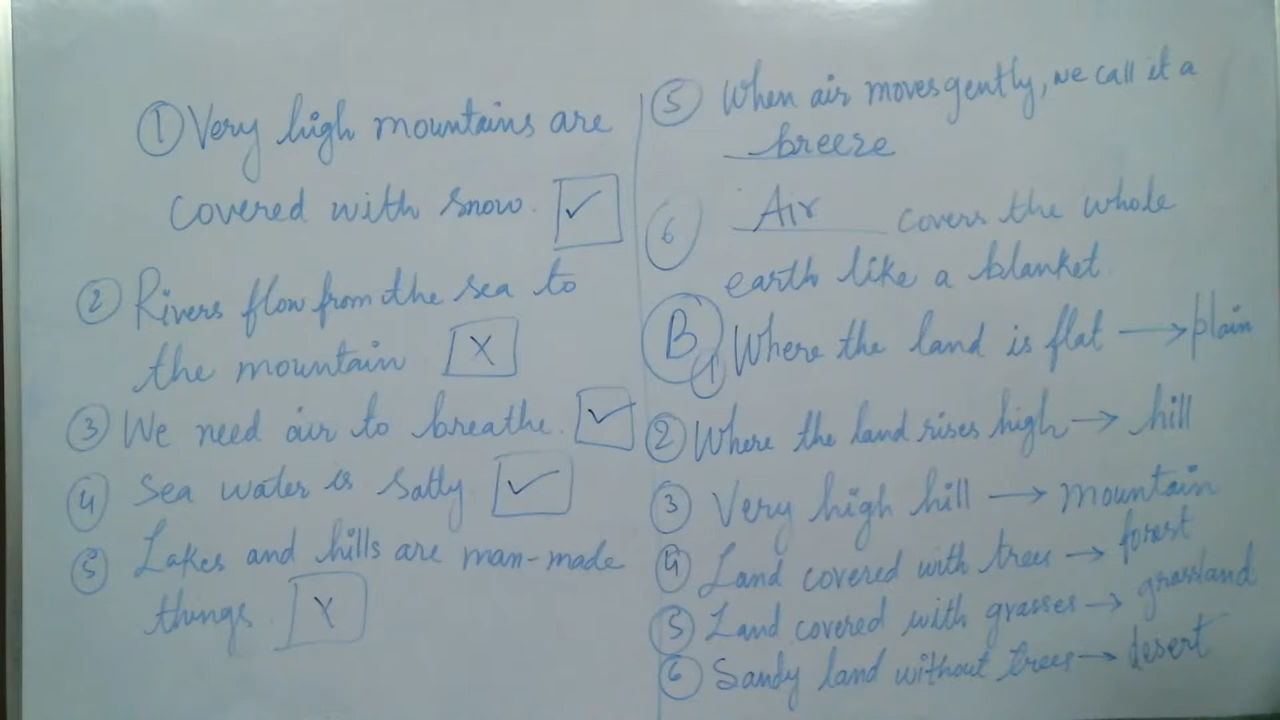 ① Very high mountains are
covered with snow. ✓
② Rivers flow from the sea to
the mountain X
③ We need air to breathe. ✓
④ Sea water is Salty ✓
⑤ Lakes and hills are man-made
things. X
⑤ When air moves gently, we call it a
breeze
⑥ Air covers the whole
earth like a blanket.
Ⓑ ① Where the land is flat → plain
② Where the land rises high → hill
③ Very high hill → mountain
④ Land covered with trees → forest
⑤ Land covered with grasses → grassland
⑥ Sandy land without trees → desert